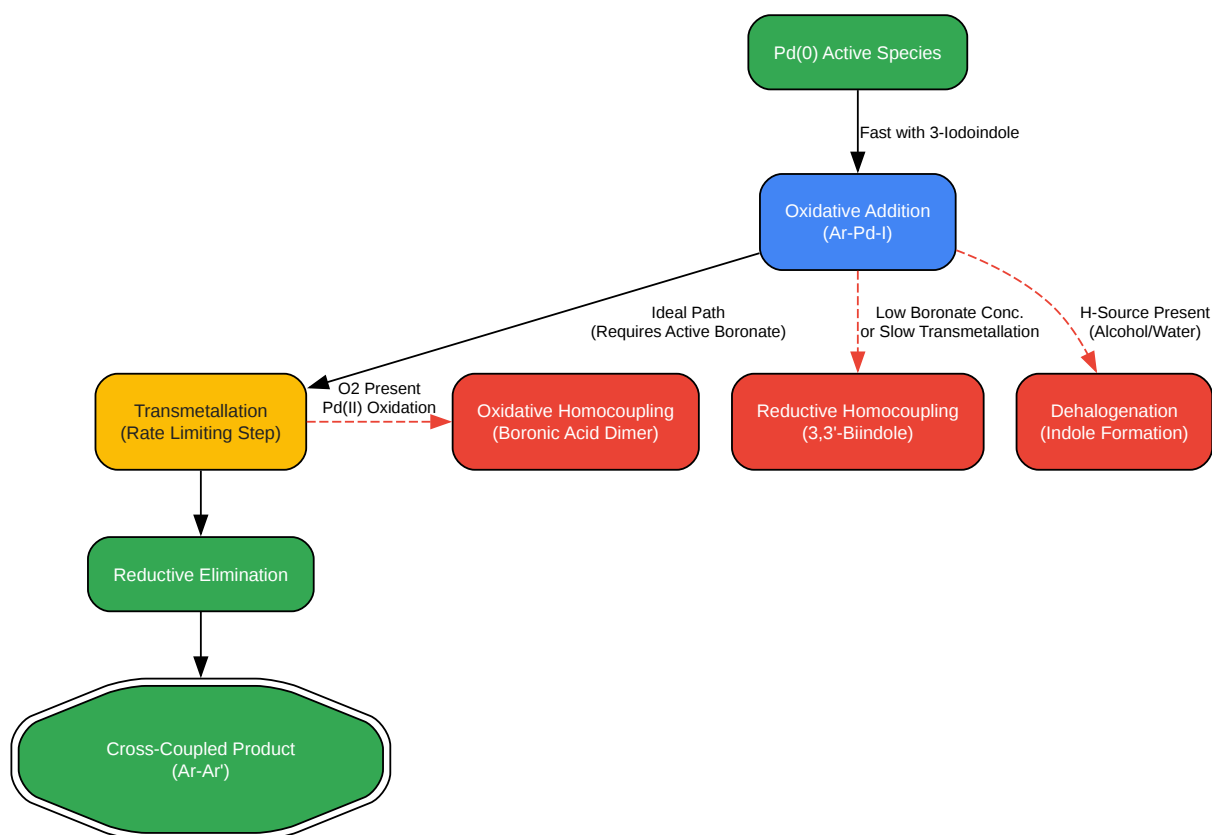 Pd(0) Active Species
Fast with 3-Iodoindole
Oxidative Addition
(Ar-Pd-I)
Ideal Path
(Requires Active Boronate)
Low Boronate Conc.
or Slow Transmetallation
H-Source Present
(Alcohol/Water)
Transmetallation
(Rate Limiting Step)
O2 Present
Pd(II) Oxidation
Oxidative Homocoupling
(Boronic Acid Dimer)
Reductive Homocoupling
(3,3'-Biindole)
Dehalogenation
(Indole Formation)
Reductive Elimination
Cross-Coupled Product
(Ar-Ar')